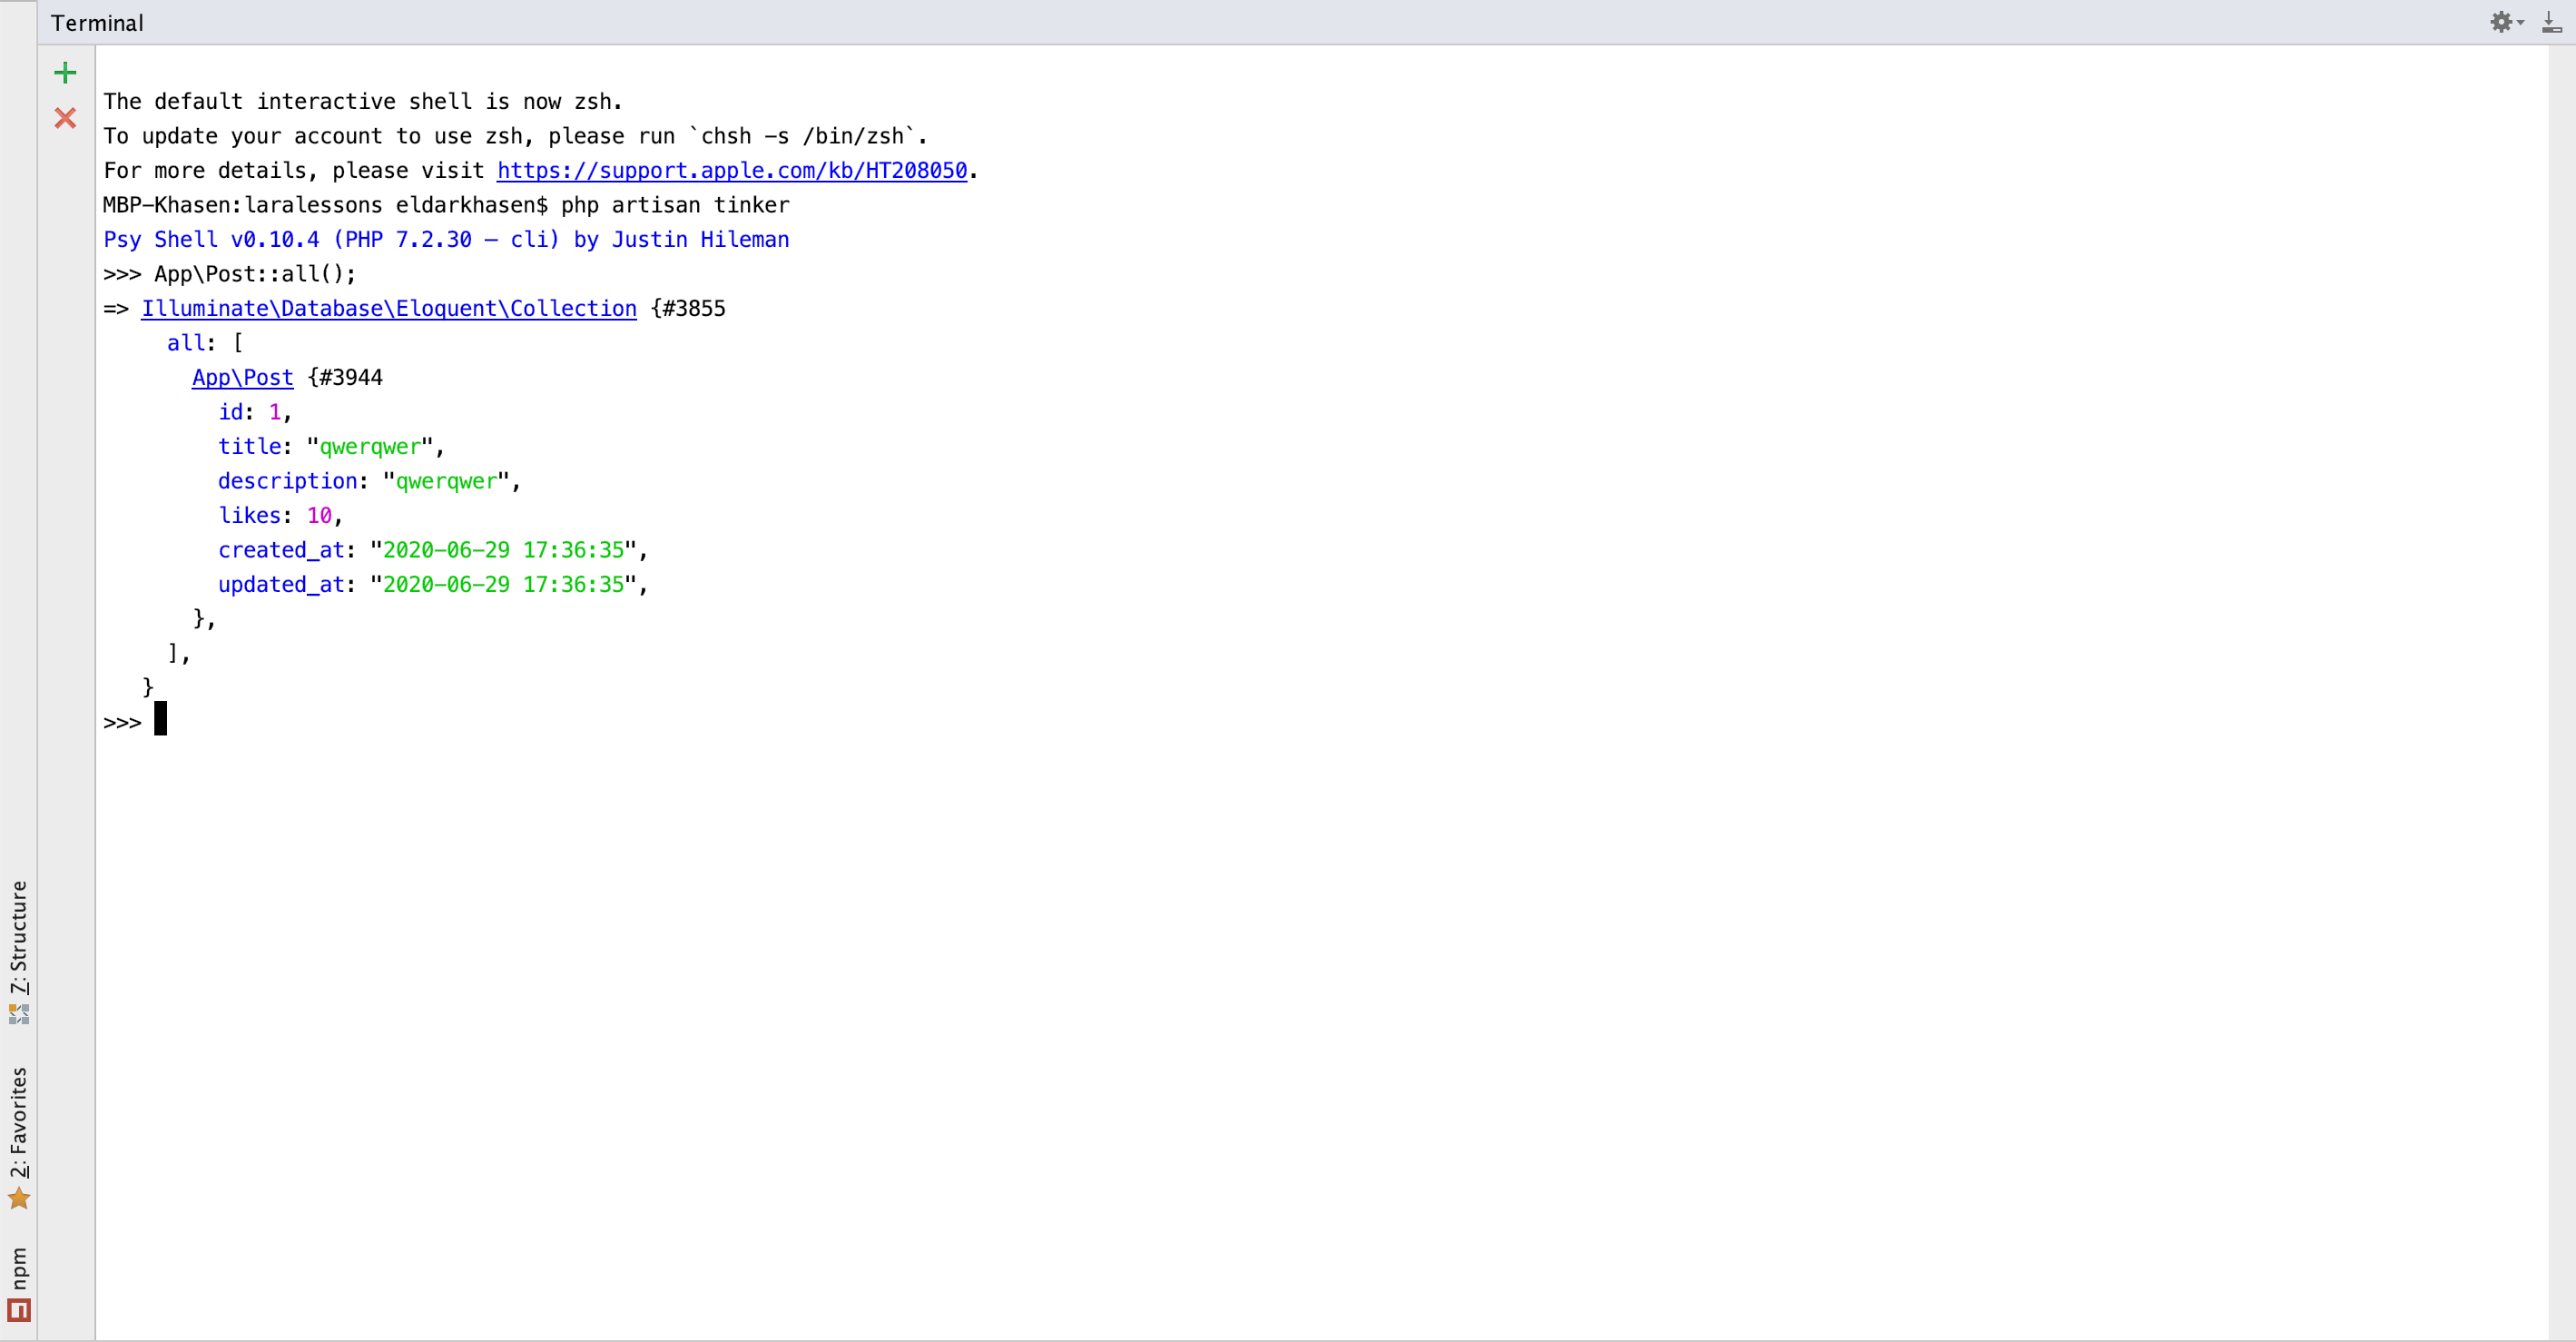 Terminal
The default interactive shell is now zsh.
To update your account to use zsh, please run `chsh -s /bin/zsh`.
For more details, please visit https://support.apple.com/kb/HT208050.
MBP-Khasen:laralessons eldarkhasen$ php artisan tinker
Psy Shell v0.10.4 (PHP 7.2.30 — cli) by Justin Hileman
>>> App\Post::all();
=> Illuminate\Database\Eloquent\Collection {#3855
     all: [
       App\Post {#3944
         id: 1,
         title: "qwerqwer",
         description: "qwerqwer",
         likes: 10,
         created_at: "2020-06-29 17:36:35",
         updated_at: "2020-06-29 17:36:35",
       },
     ],
   }
>>>
7: Structure
2: Favorites
npm